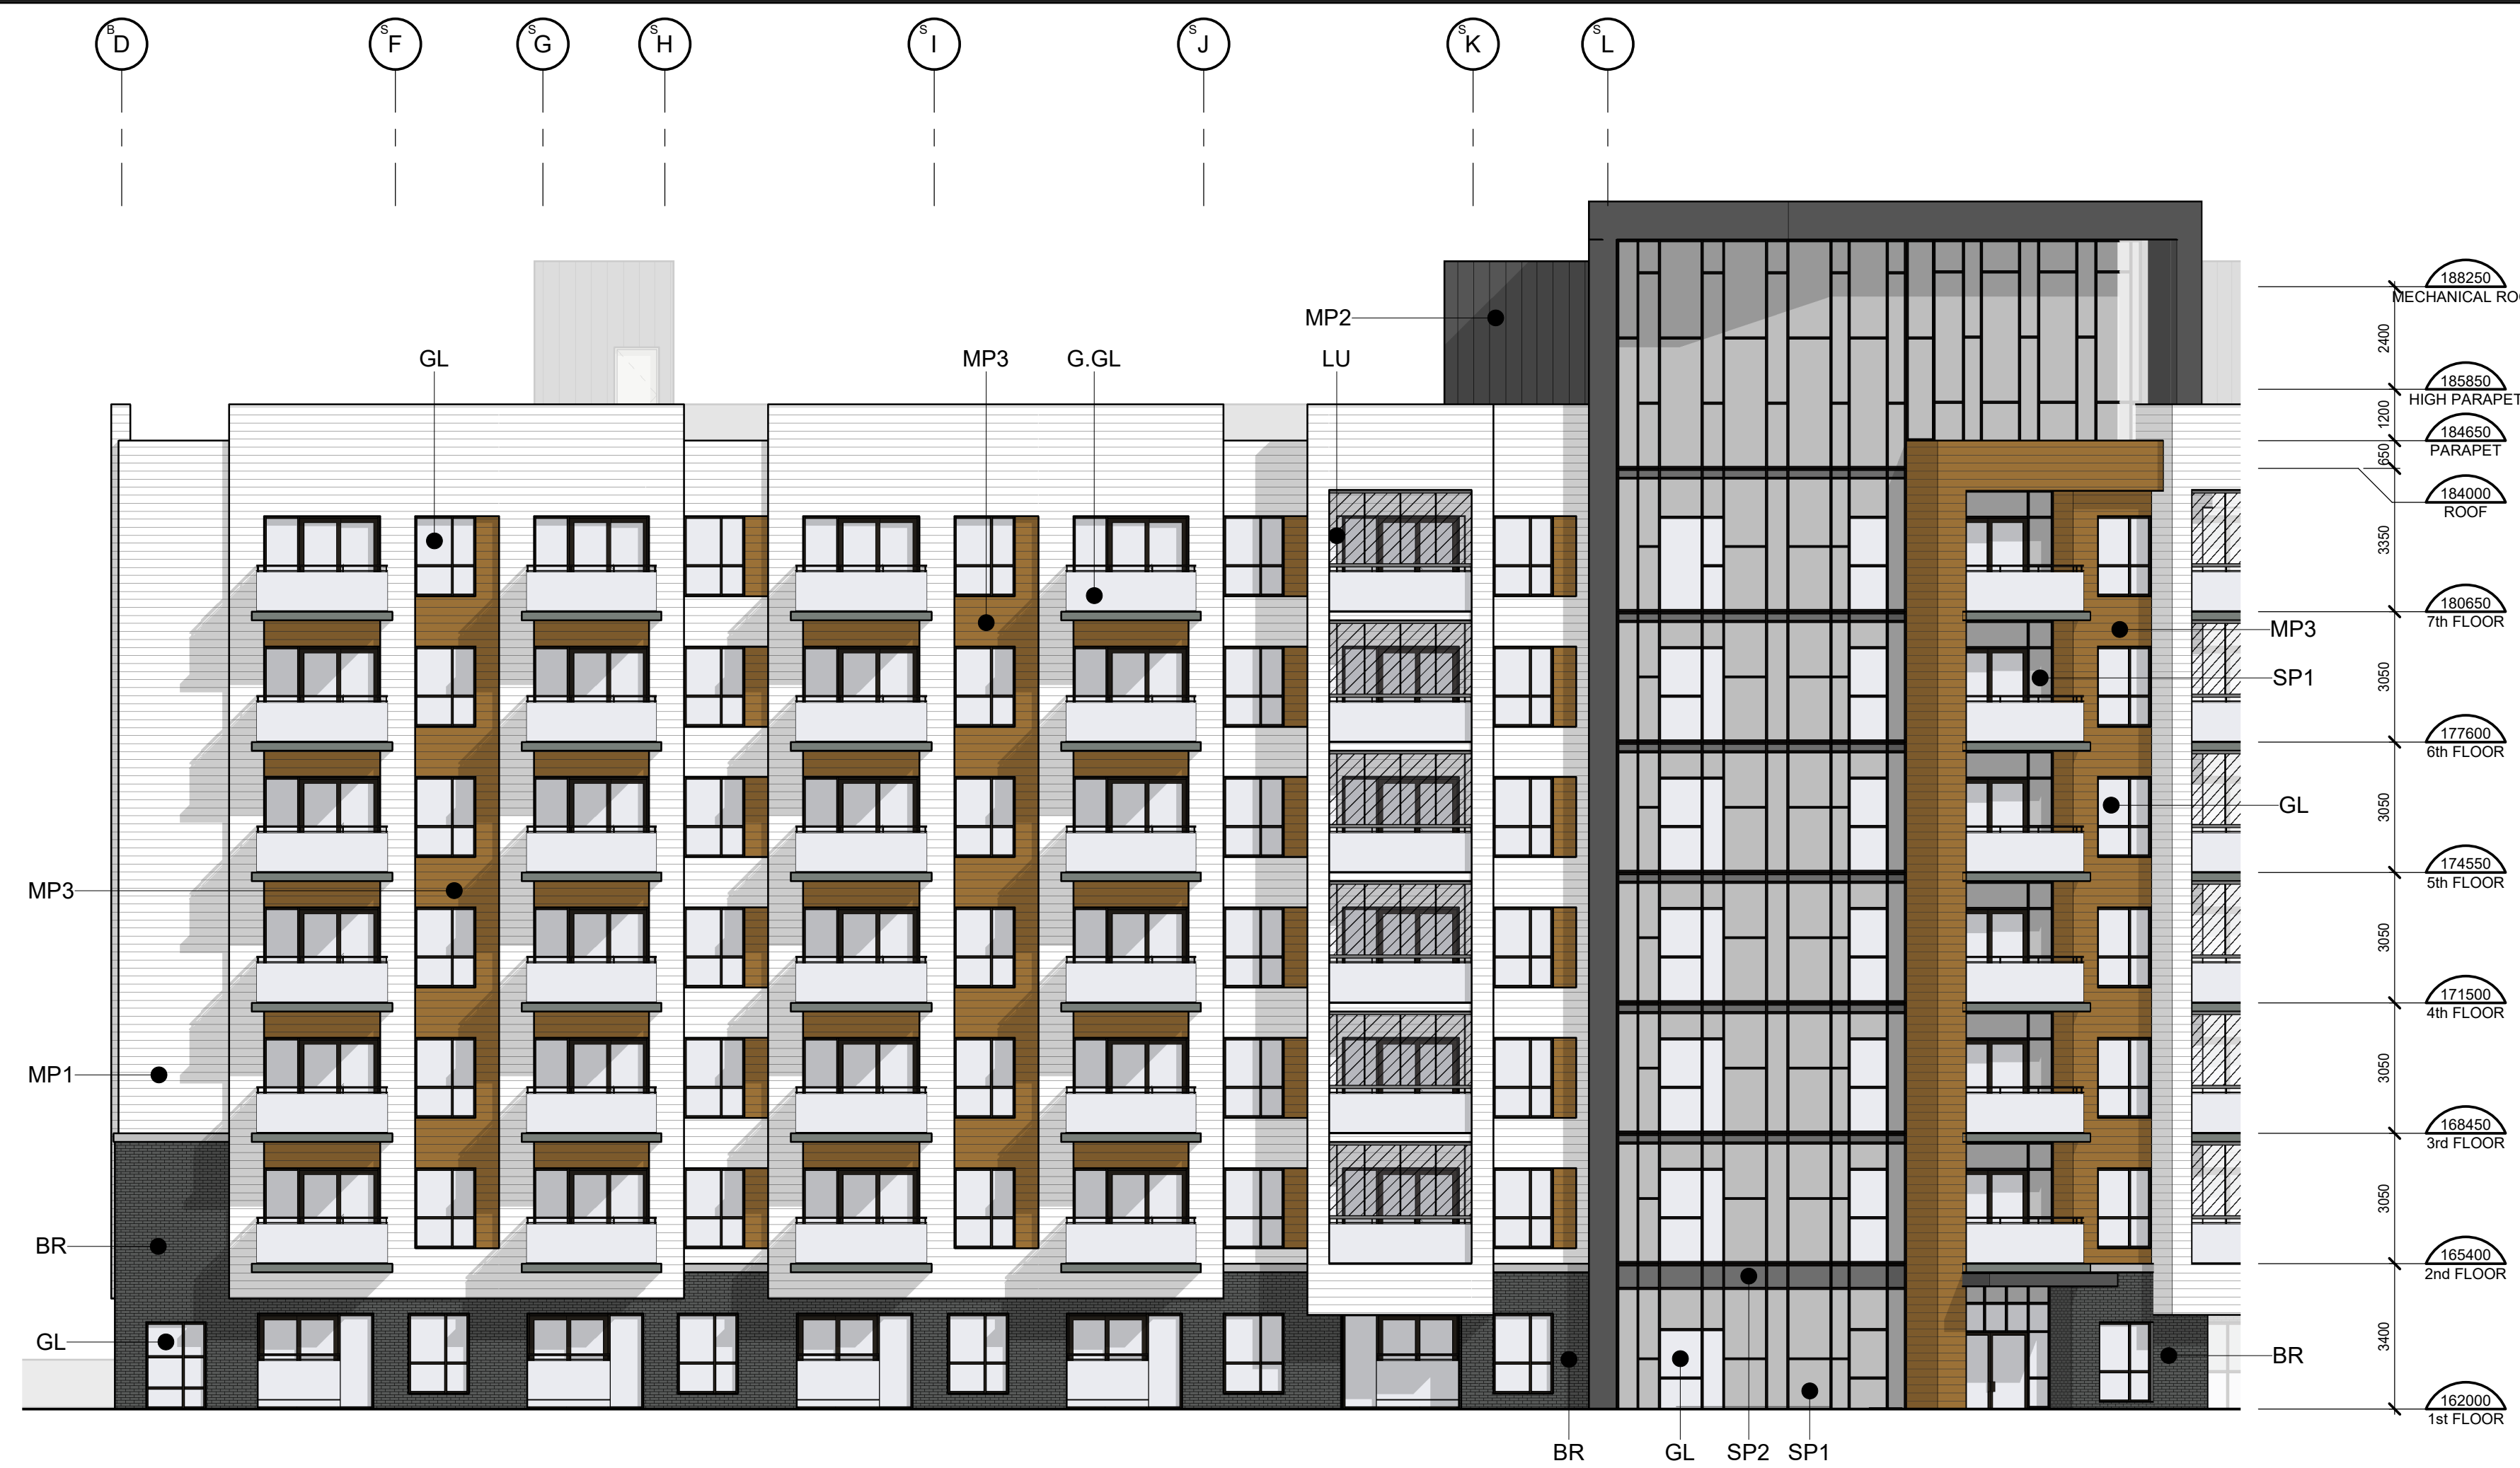 B D
S F
S G
S H
S I
S J
S K
S L
188250
MECHANICAL RO
2400
MP2
GL
MP3
G.GL
LU
185850
HIGH PARAPET
1200
184650
PARAPET
650
184000
ROOF
3350
180650
7th FLOOR
MP3
SP1
3050
177600
6th FLOOR
3050
GL
174550
5th FLOOR
MP3
3050
171500
4th FLOOR
3050
MP1
168450
3rd FLOOR
3050
BR
165400
2nd FLOOR
GL
3400
BR
162000
1st FLOOR
BR
GL
SP2
SP1